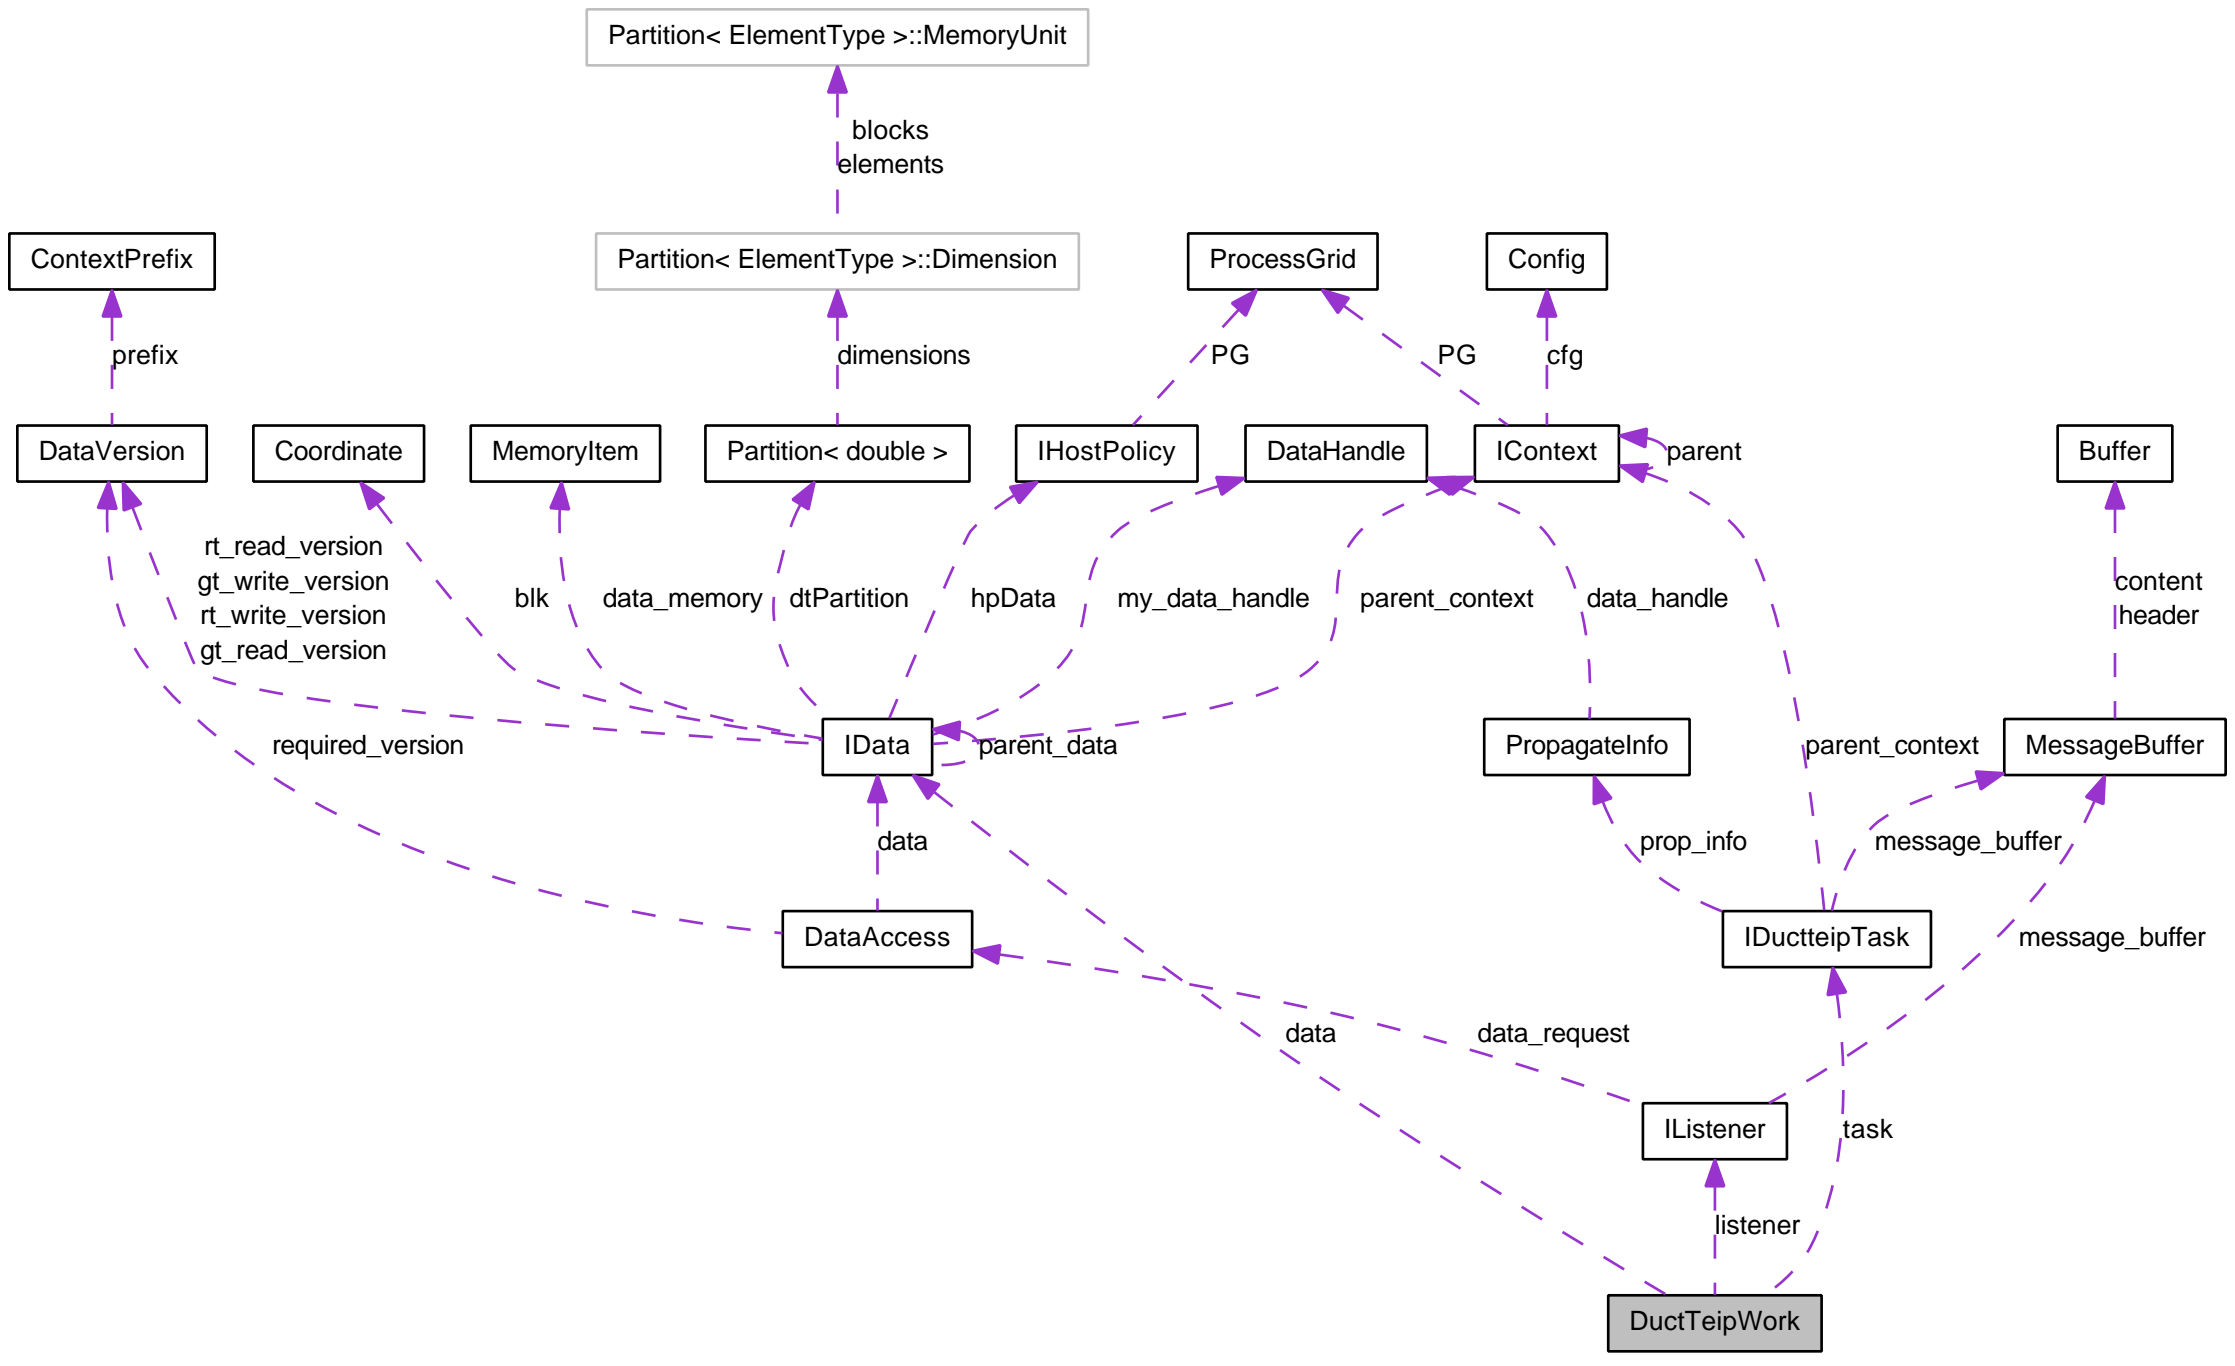 Partition< ElementType >::MemoryUnit
blocks
elements
ContextPrefix
Partition< ElementType >::Dimension
ProcessGrid
Config
prefix
dimensions
PG
PG
cfg
DataVersion
Coordinate
MemoryItem
Partition< double >
IHostPolicy
DataHandle
IContext
parent
Buffer
rt_read_version
gt_write_version
rt_write_version
gt_read_version
blk
data_memory
dtPartition
hpData
my_data_handle
parent_context
data_handle
content
header
required_version
IData
parent_data
PropagateInfo
parent_context
MessageBuffer
data
prop_info
message_buffer
DataAccess
IDuctteipTask
message_buffer
data
data_request
IListener
task
listener
DuctTeipWork